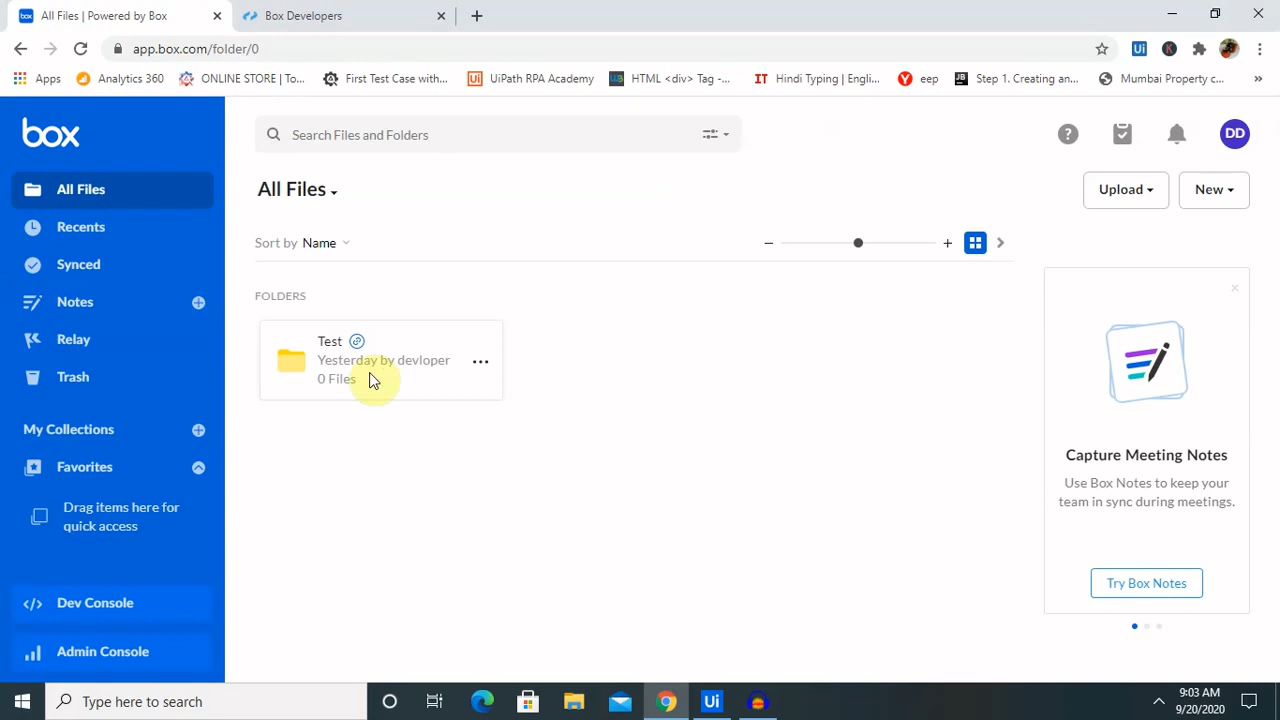 All Files | Powered by Box
Box Developers
app.box.com/folder/0
Apps
Analytics 360
ONLINE STORE | To...
First Test Case with...
UiPath RPA Academy
HTML <div> Tag -...
Hindi Typing | Engli...
eep
Step 1. Creating an...
Mumbai Property c...
»
box
Search Files and Folders
DD
All Files
All Files
Upload
New
Recents
Sort by Name
Synced
Notes
FOLDERS
Relay
Test
Yesterday by devloper
0 Files
Trash
My Collections
Favorites
Drag items here for
quick access
Capture Meeting Notes
Use Box Notes to keep your
team in sync during meetings.
Try Box Notes
Dev Console
Admin Console
Type here to search
Ui
9:03 AM
9/20/2020